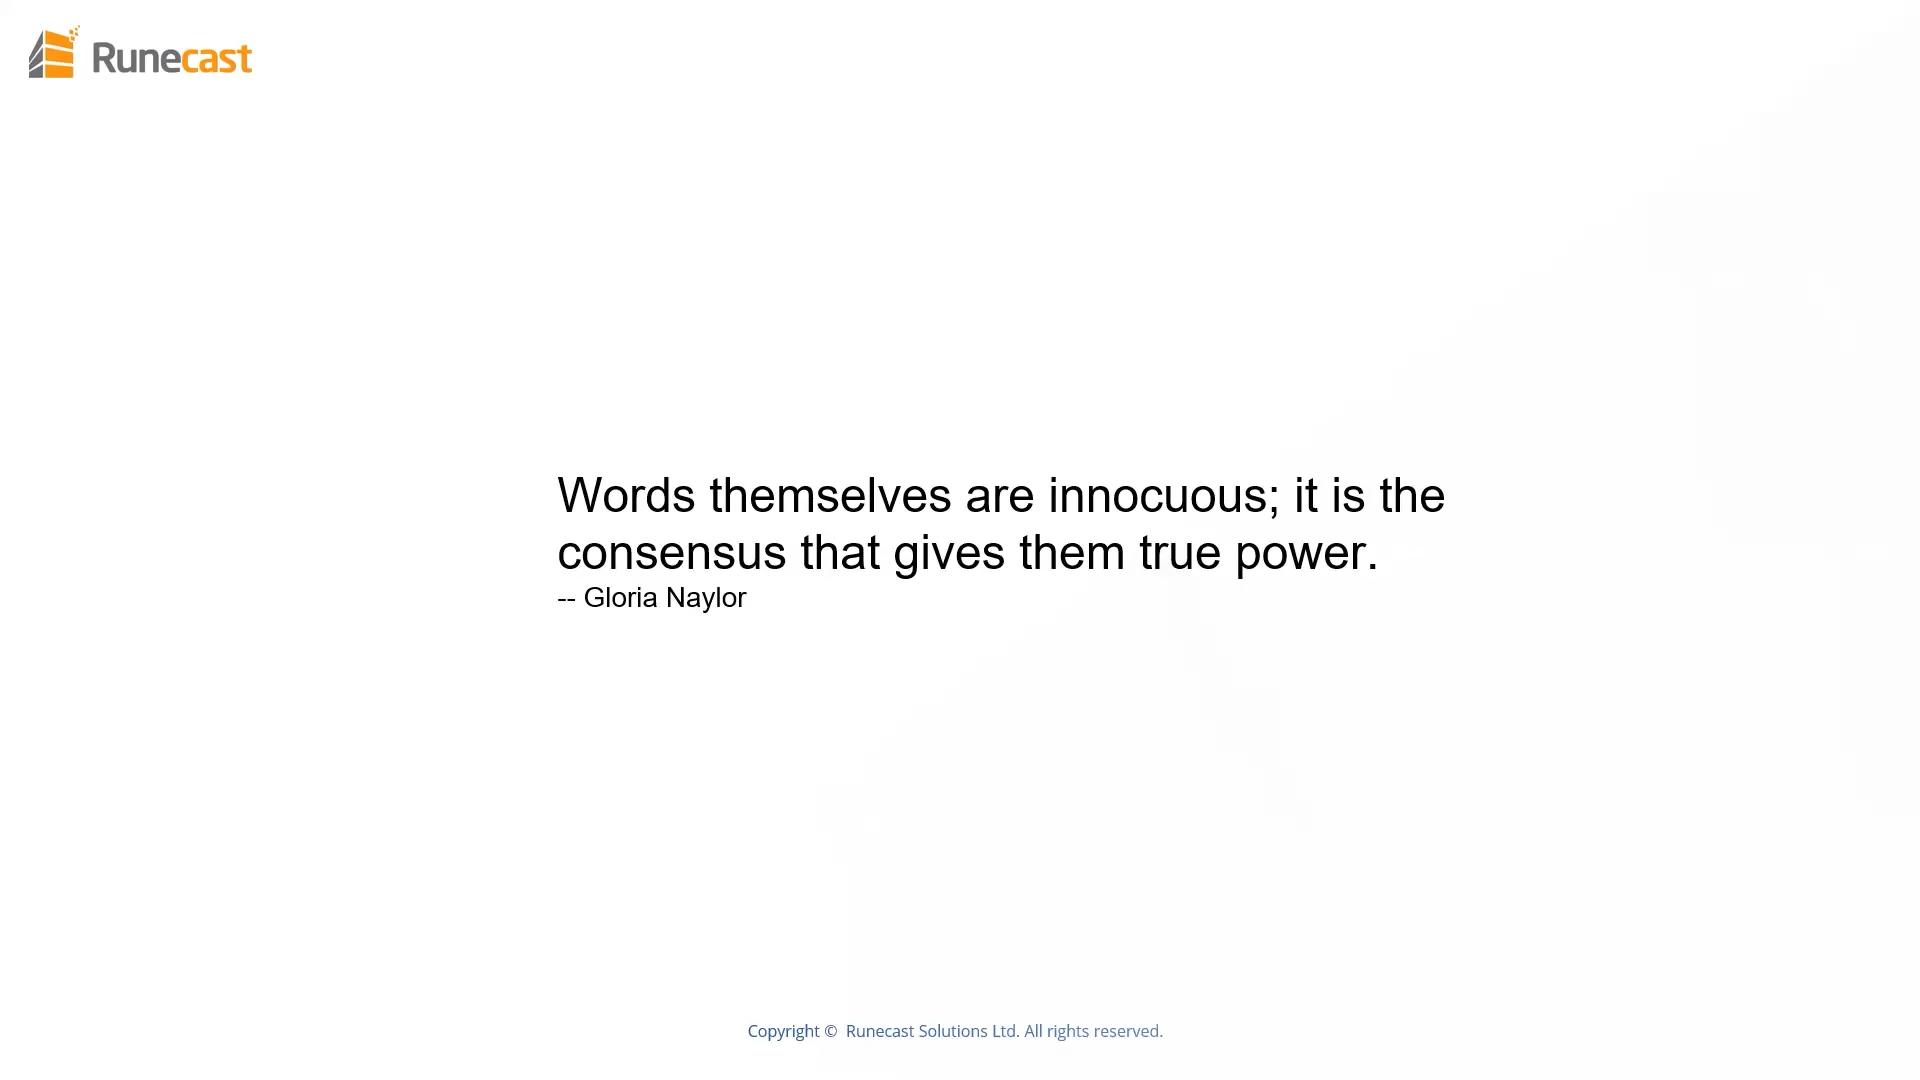 Runecast
Words themselves are innocuous; it is the
consensus that gives them true power.
-- Gloria Naylor
Copyright © Runecast Solutions Ltd. All rights reserved.